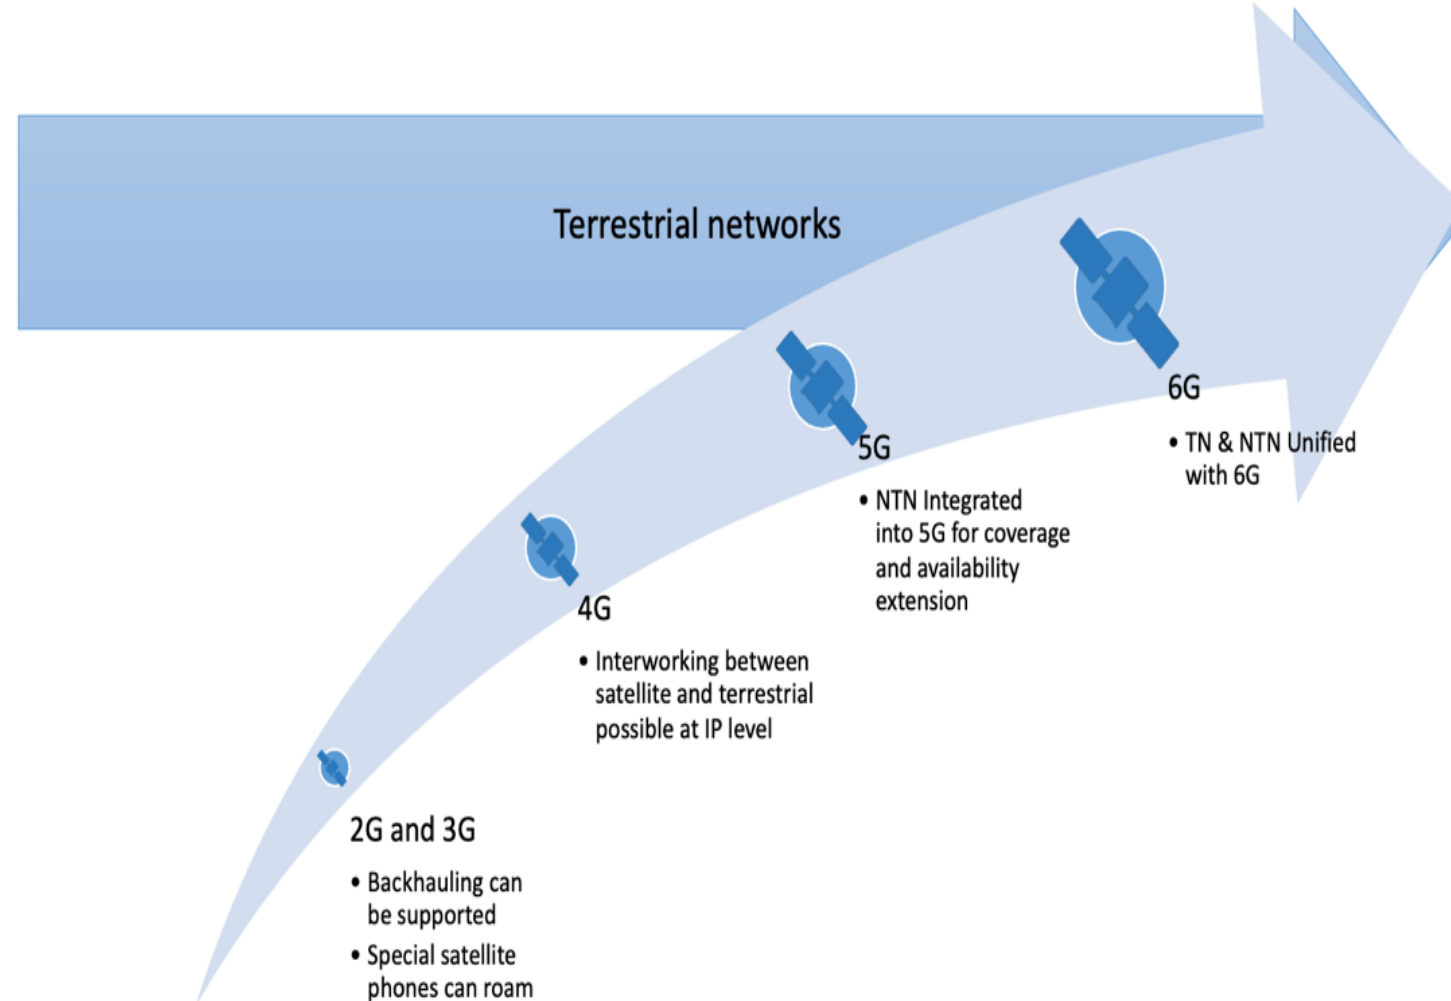 Terrestrial networks
6G
• TN & NTN Unified
with 6G
5G
• NTN Integrated
into 5G for coverage
and availability
extension
4G
• Interworking between
satellite and terrestrial
possible at IP level
2G and 3G
• Backhauling can
be supported
• Special satellite
phones can roam